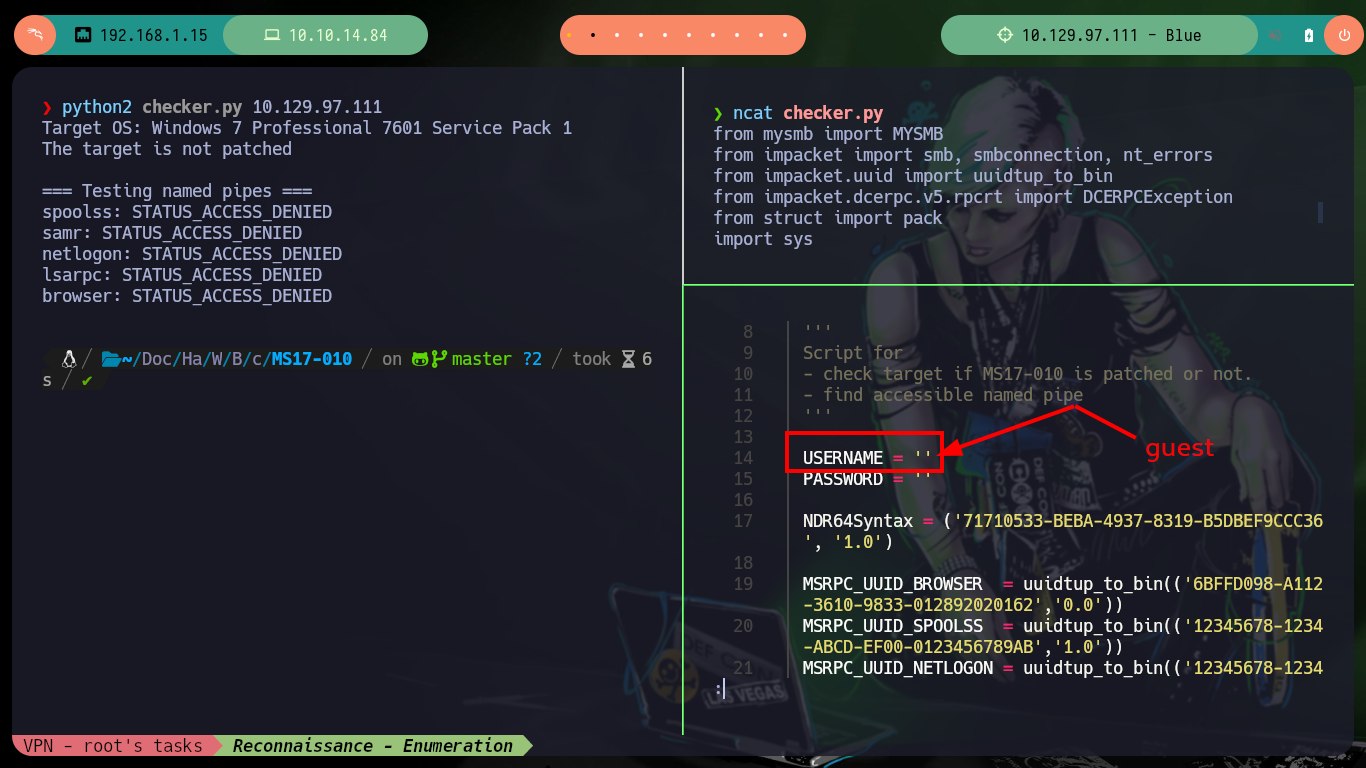 192.168.1.15
10.10.14.84
10.129.97.111 - Blue
❯ python2 checker.py 10.129.97.111
Target OS: Windows 7 Professional 7601 Service Pack 1
The target is not patched
=== Testing named pipes ===
spoolss: STATUS_ACCESS_DENIED
samr: STATUS_ACCESS_DENIED
netlogon: STATUS_ACCESS_DENIED
lsarpc: STATUS_ACCESS_DENIED
browser: STATUS_ACCESS_DENIED
~/Doc/Ha/W/B/c/MS17-010 / on master ?2 / took 6
s / ✔
❯ ncat checker.py
from mysmb import MYSMB
from impacket import smb, smbconnection, nt_errors
from impacket.uuid import uuidtup_to_bin
from impacket.dcerpc.v5.rpcrt import DCERPCException
from struct import pack
import sys
8 '''
9 Script for
10 - check target if MS17-010 is patched or not.
11 - find accessible named pipe
12 '''
13
14 USERNAME = ''
guest
15 PASSWORD = ''
16
17 NDR64Syntax = ('71710533-BEBA-4937-8319-B5DBEF9CCC36
', '1.0')
18
19 MSRPC_UUID_BROWSER  = uuidtup_to_bin(('6BFFD098-A112
-3610-9833-012892020162','0.0'))
20 MSRPC_UUID_SPOOLSS  = uuidtup_to_bin(('12345678-1234
-ABCD-EF00-0123456789AB','1.0'))
21 MSRPC_UUID_NETLOGON = uuidtup_to_bin(('12345678-1234
:
DEF CON
LAS VEGAS
VPN - root's tasks
Reconnaissance - Enumeration